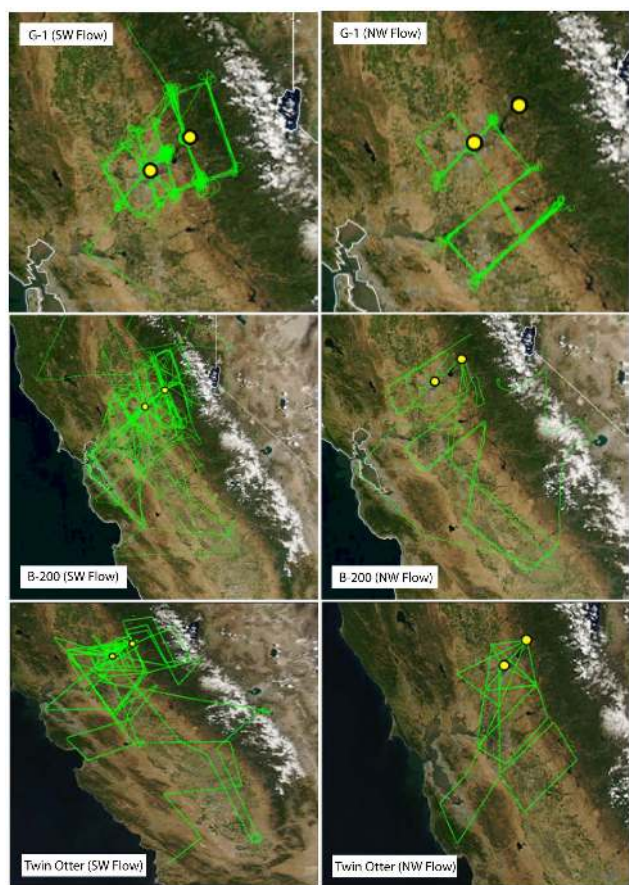 G-1 (SW Flow)
G-1 (NW Flow)
B-200 (SW Flow)
B-200 (NW Flow)
Twin Otter (SW Flow)
Twin Otter (NW Flow)